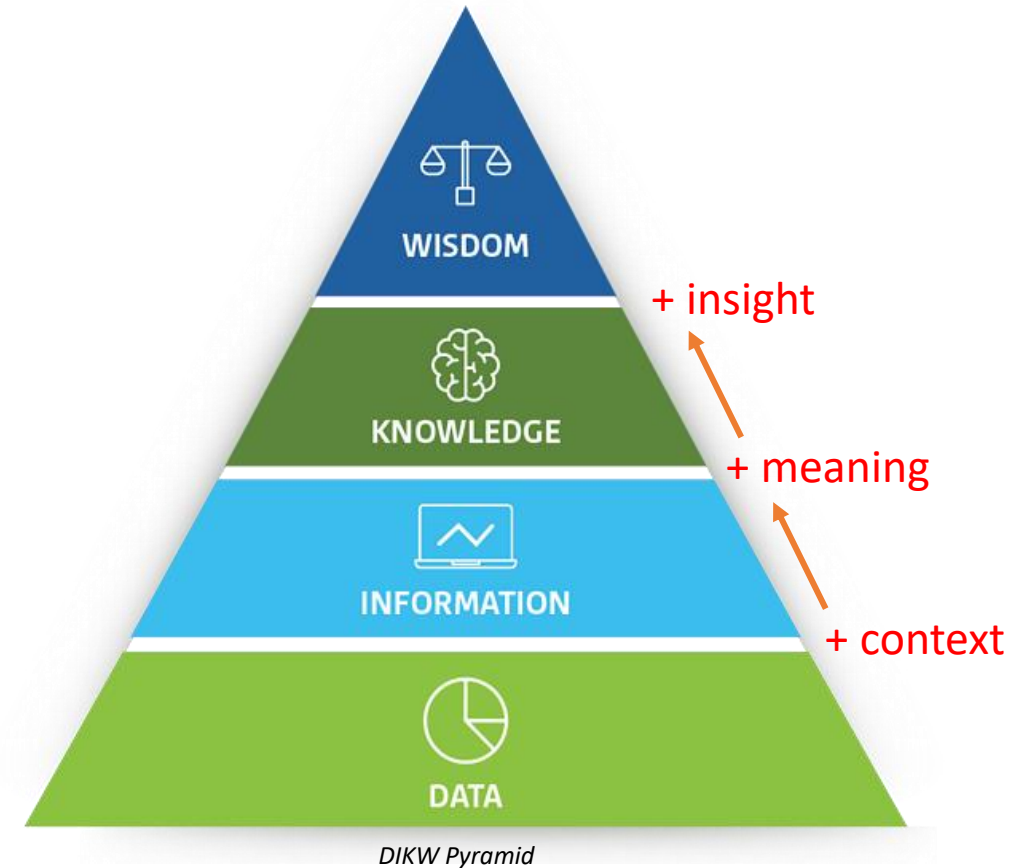 WISDOM
+ insight
KNOWLEDGE
+ meaning
INFORMATION
+ context
DATA
DIKW Pyramid